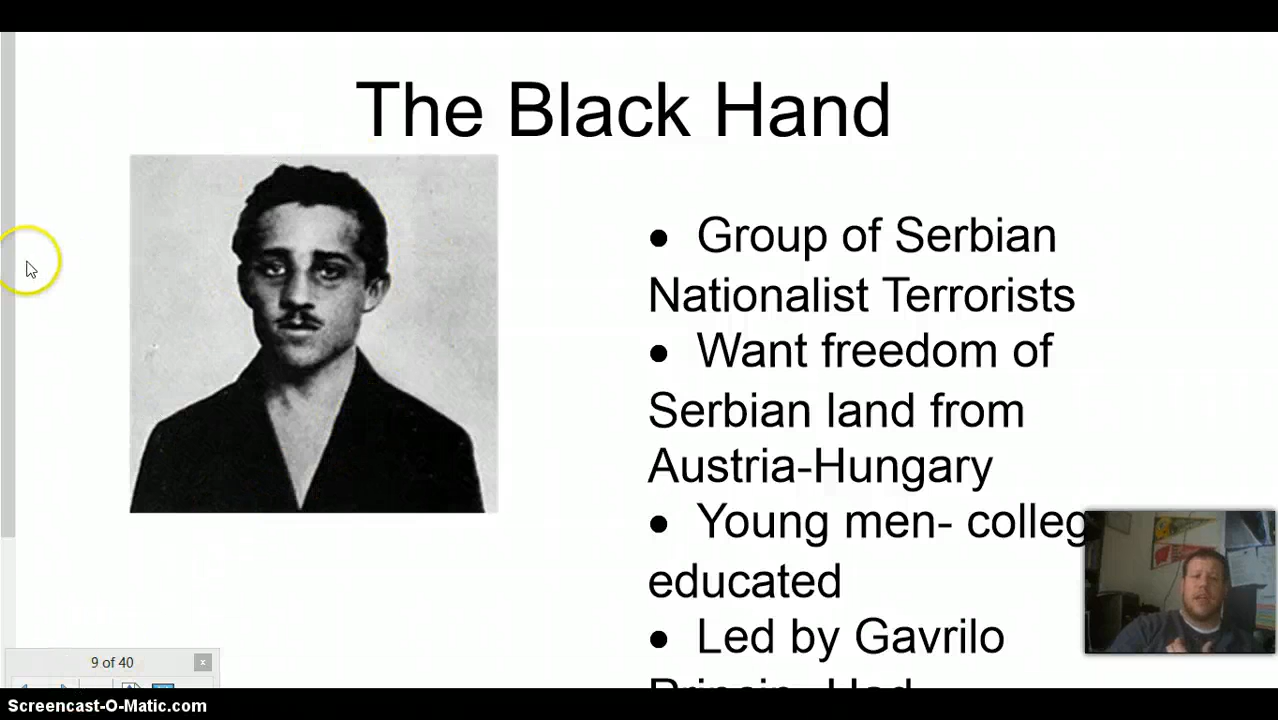 The Black Hand
• Group of Serbian
Nationalist Terrorists
• Want freedom of
Serbian land from
Austria-Hungary
• Young men- colleg
educated
• Led by Gavrilo
9 of 40
x
Screencast-O-Matic.com